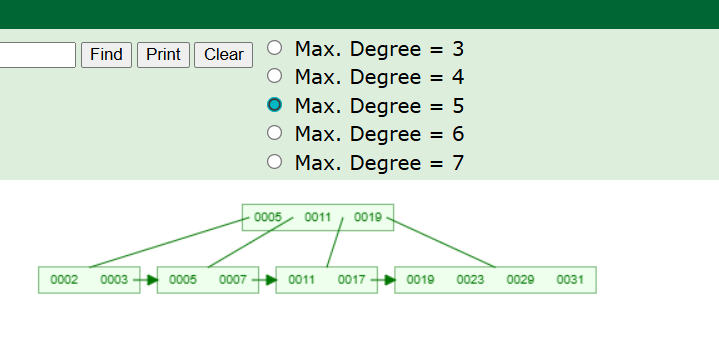 Find Print Clear
Max. Degree = 3
Max. Degree = 4
Max. Degree = 5
Max. Degree = 6
Max. Degree = 7
0005 0011 0019
0002 0003 0005 0007 0011 0017 0019 0023 0029 0031